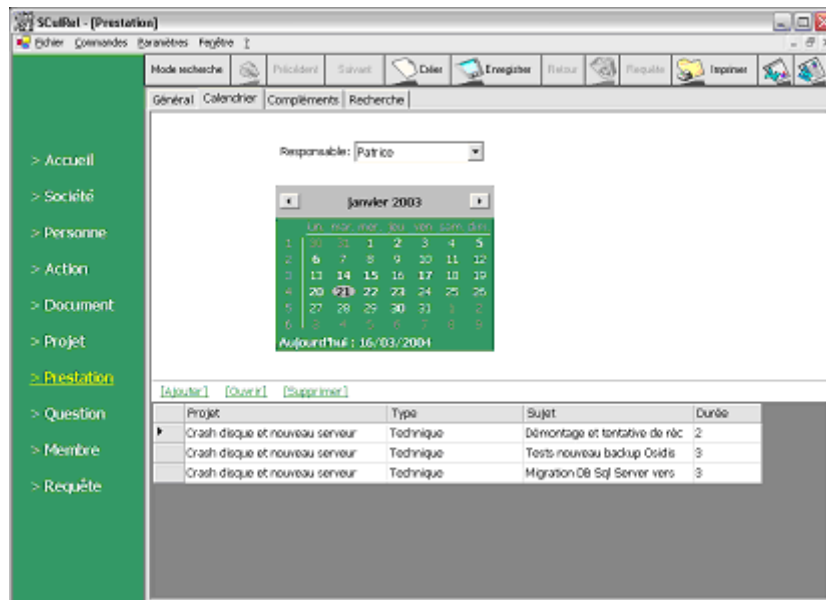 SCulRel - [Prestation]
Fichier Commandes Paramètres Fenêtre ?
Mode recherche Précédent Suivant Créer Enregistrer Retour Requête Imprimer
Général Calendrier Compléments Recherche
Responsable: Patrice
> Accueil
> Société
> Personne
> Action
> Document
> Projet
> Prestation
> Question
> Membre
> Requête
janvier 2003
lun. mar. mer. jeu. ven. sam. dim.
1 30 31 1 2 3 4 5
2 6 7 8 9 10 11 12
3 13 14 15 16 17 18 19
4 20 21 22 23 24 25 26
5 27 28 29 30 31 1 2
6 3 4 5 6 7 8 9
Aujourd'hui : 16/03/2004
[Ajouter] [Ouvrir] [Supprimer]
Projet Type Sujet Durée
Crash disque et nouveau serveur Technique Démontage et tentative de réc 2
Crash disque et nouveau serveur Technique Tests nouveau backup Osidis 3
Crash disque et nouveau serveur Technique Migration DB Sql Server vers 3